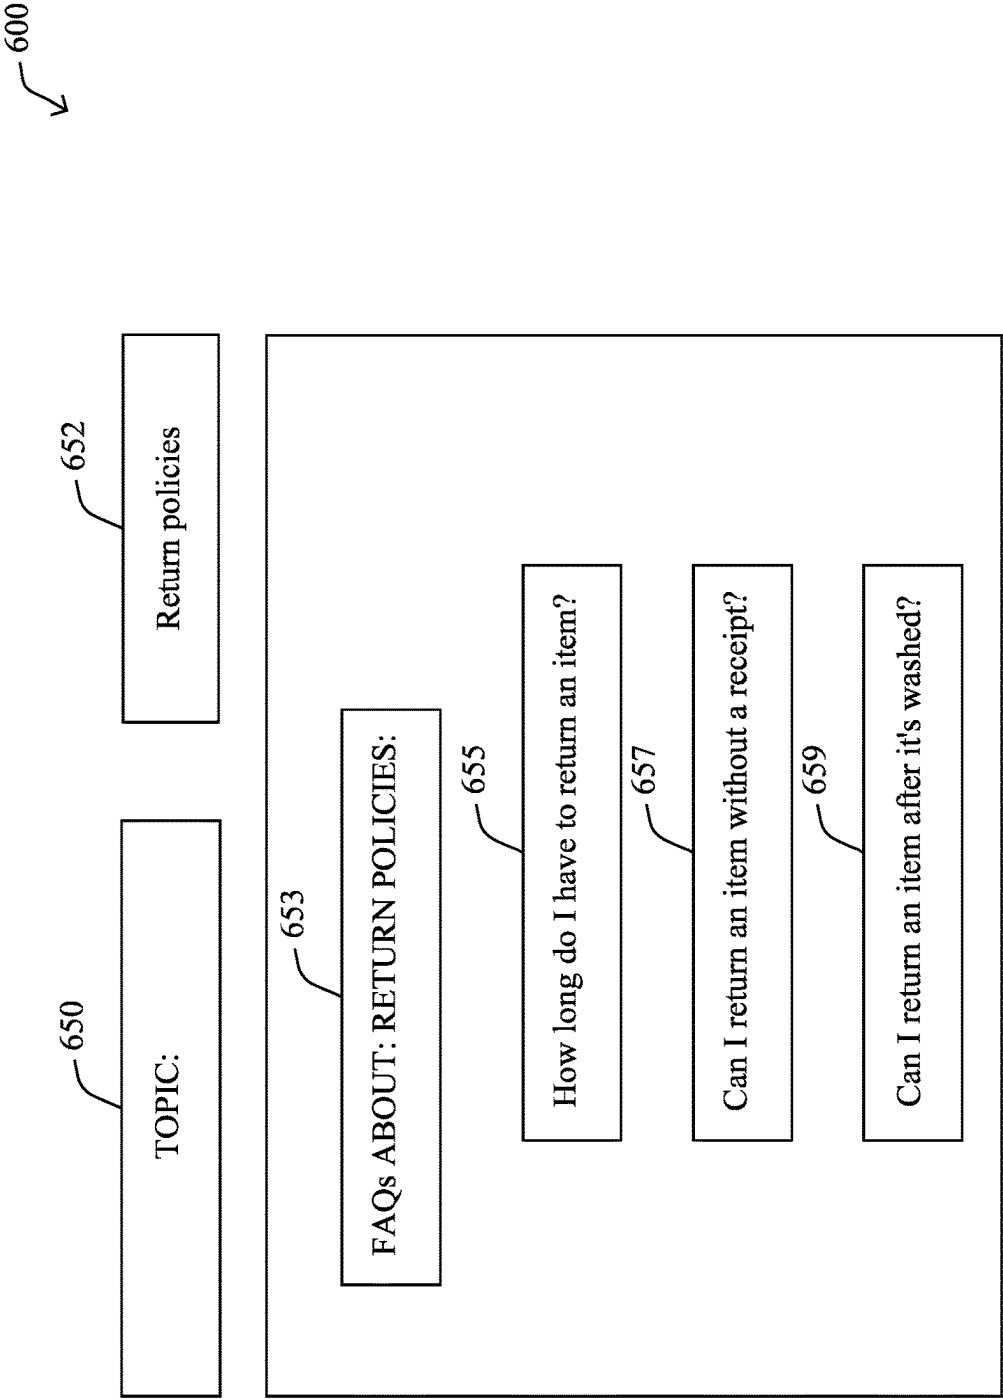 600
650
TOPIC:
652
Return policies
653
FAQs ABOUT: RETURN POLICIES:
655
How long do I have to return an item?
657
Can I return an item without a receipt?
659
Can I return an item after it's washed?